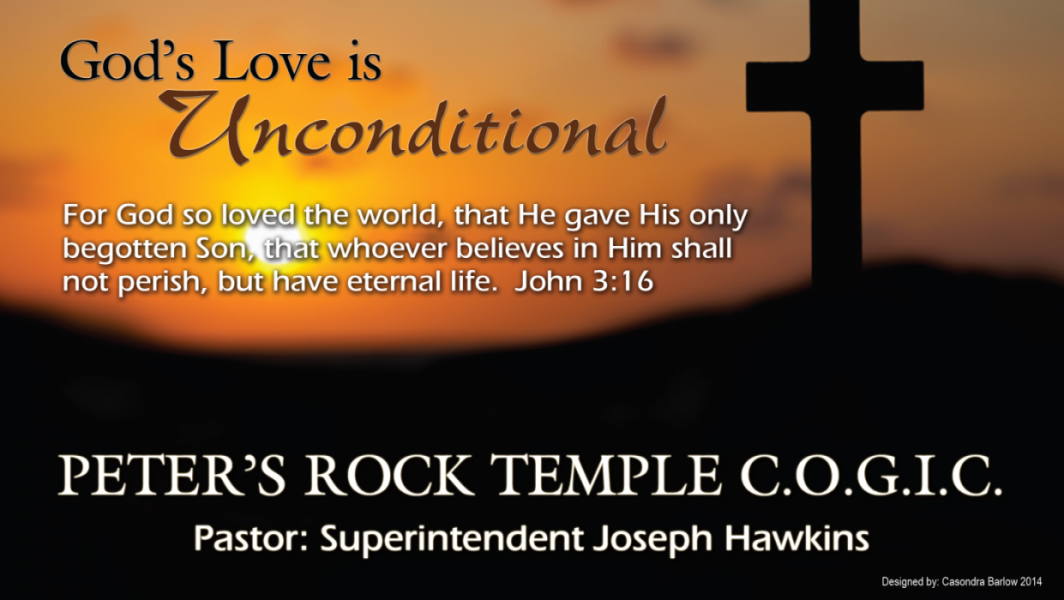 God's Love is
Unconditional
For God so loved the world, that He gave His only
begotten Son, that whoever believes in Him shall
not perish, but have eternal life.  John 3:16
PETER'S ROCK TEMPLE C.O.G.I.C.
Pastor: Superintendent Joseph Hawkins
Designed by: Casondra Barlow 2014